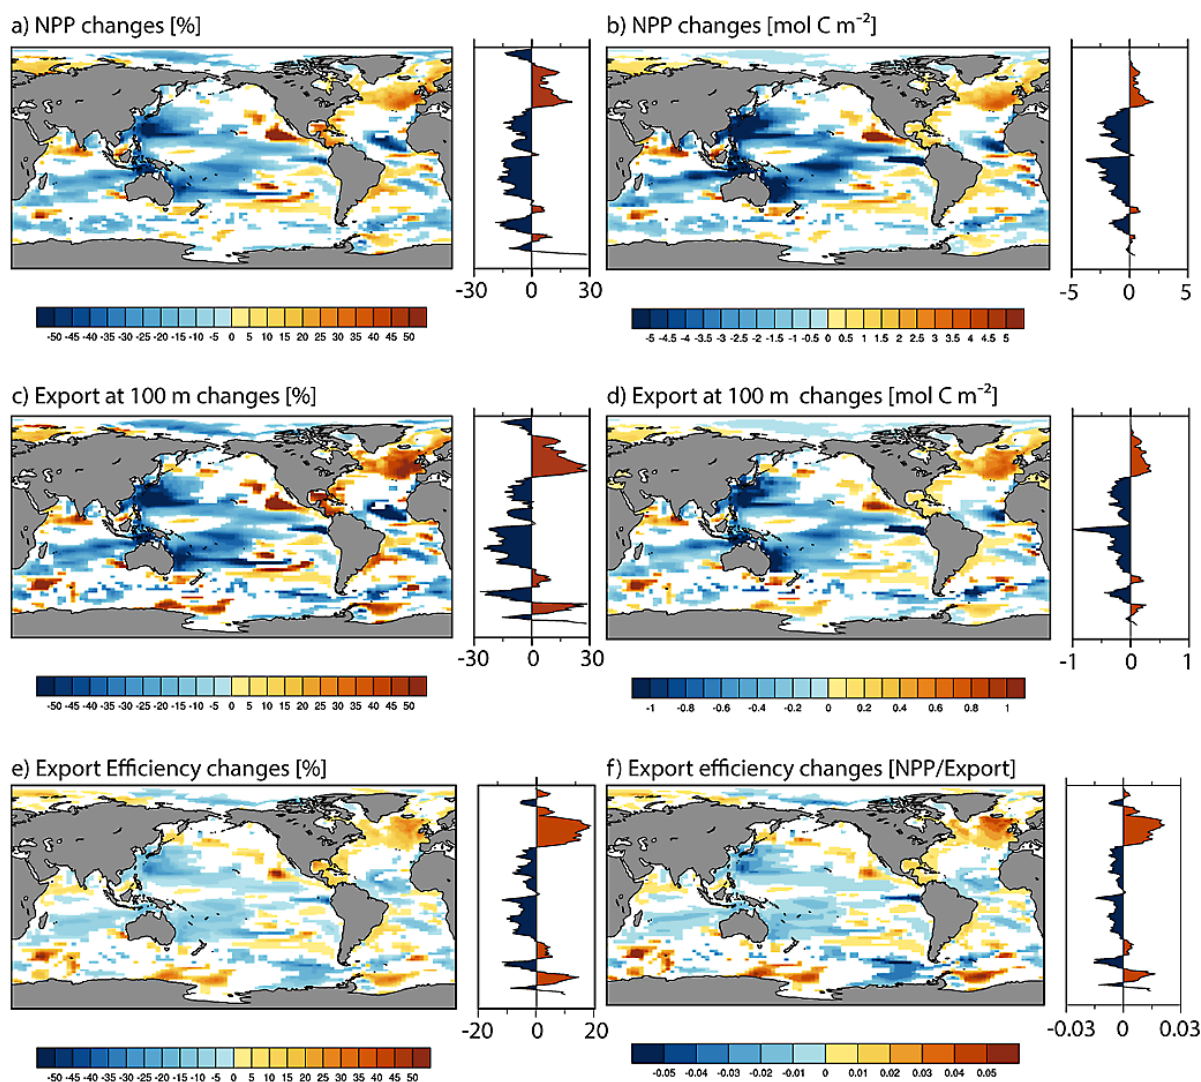 a) NPP changes [%]
b) NPP changes [mol C m⁻²]
-30 0 30
-5 0 5
-50 -45 -40 -35 -30 -25 -20 -15 -10 -5 0 5 10 15 20 25 30 35 40 45 50
-5 -4.5 -4 -3.5 -3 -2.5 -2 -1.5 -1 -0.5 0 0.5 1 1.5 2 2.5 3 3.5 4 4.5 5
c) Export at 100 m changes [%]
d) Export at 100 m changes [mol C m⁻²]
-30 0 30
-1 0 1
-50 -45 -40 -35 -30 -25 -20 -15 -10 -5 0 5 10 15 20 25 30 35 40 45 50
-1 -0.8 -0.6 -0.4 -0.2 0 0.2 0.4 0.6 0.8 1
e) Export Efficiency changes [%]
f) Export efficiency changes [NPP/Export]
-20 0 20
-0.03 0 0.03
-50 -45 -40 -35 -30 -25 -20 -15 -10 -5 0 5 10 15 20 25 30 35 40 45 50
-0.05 -0.04 -0.03 -0.02 -0.01 0 0.01 0.02 0.03 0.04 0.05